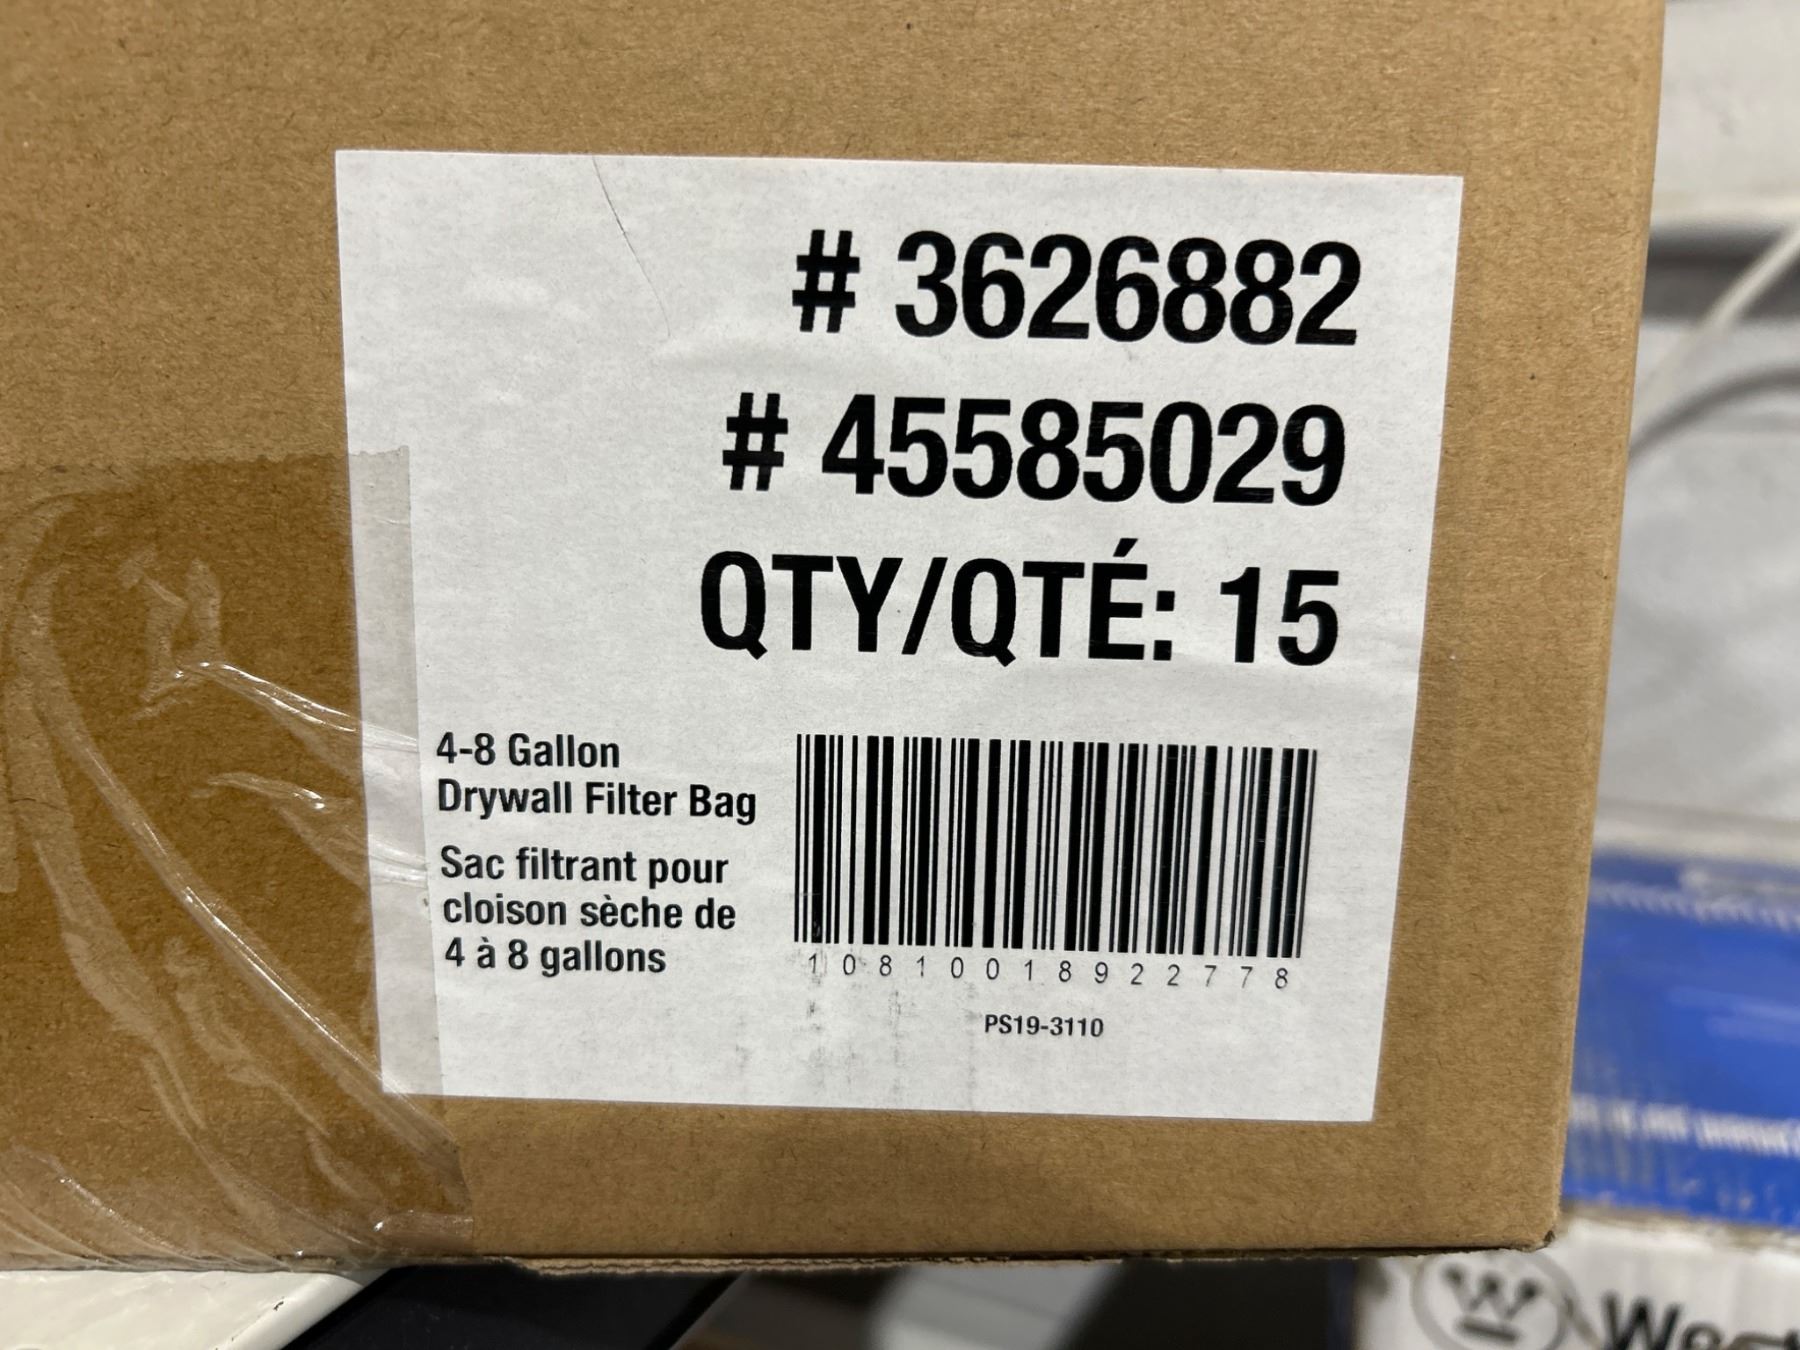 # 3626882
# 45585029
QTY/QTÉ: 15
4-8 Gallon
Drywall Filter Bag
Sac filtrant pour
cloison sèche de
4 à 8 gallons
10810018922778
PS19-3110
W